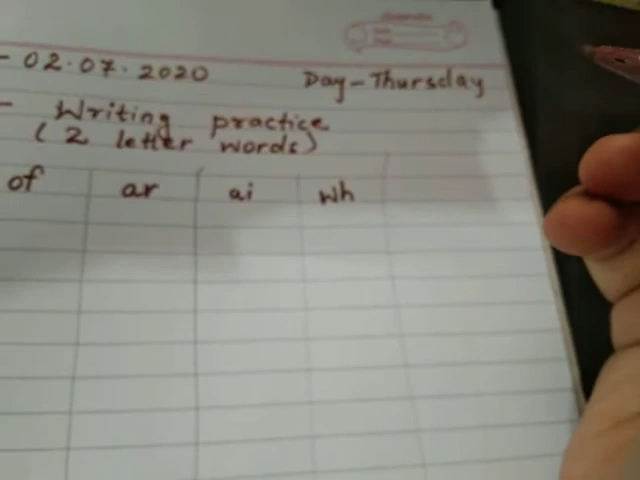 - 02.07.2020 Day - Thursday
- Writing practice
(2 letter words)
of ar ai wh